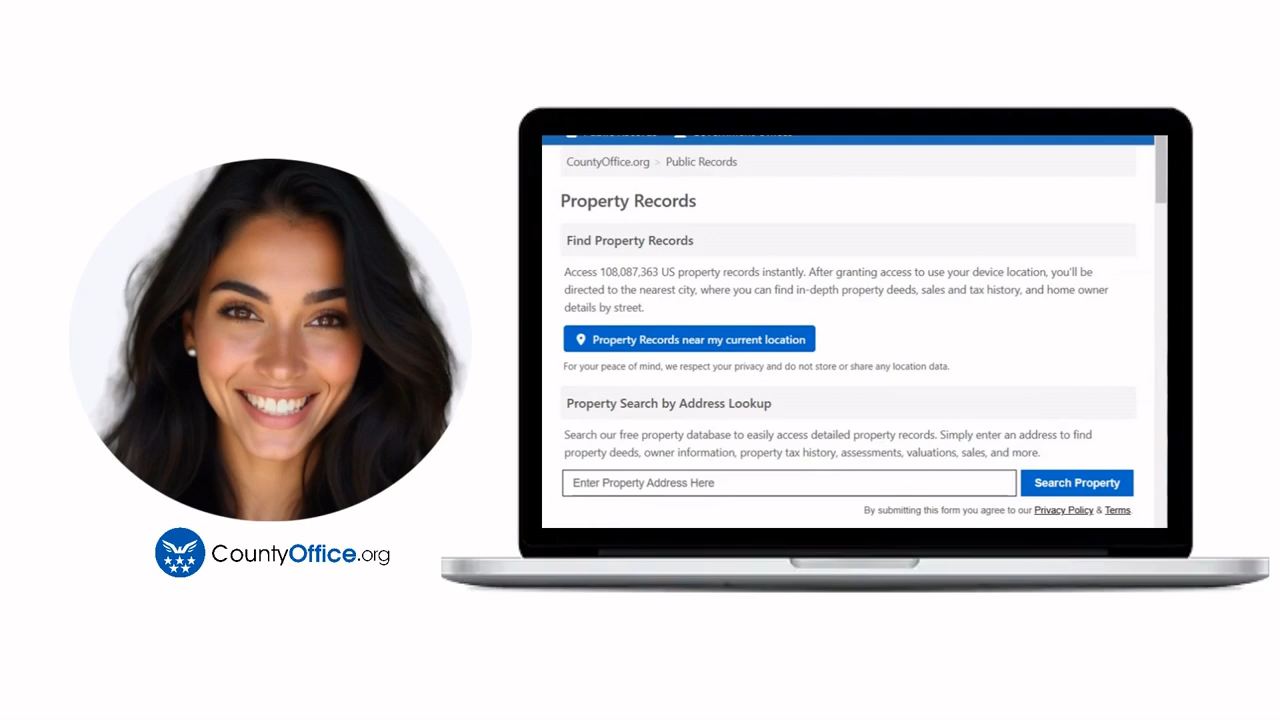 CountyOffice.org
CountyOffice.org > Public Records
Property Records
Find Property Records
Access 108,087,363 US property records instantly. After granting access to use your device location, you'll be
directed to the nearest city, where you can find in-depth property deeds, sales and tax history, and home owner
details by street.
Property Records near my current location
For your peace of mind, we respect your privacy and do not store or share any location data.
Property Search by Address Lookup
Search our free property database to easily access detailed property records. Simply enter an address to find
property deeds, owner information, property tax history, assessments, valuations, sales, and more.
Enter Property Address Here
Search Property
By submitting this form you agree to our Privacy Policy & Terms.